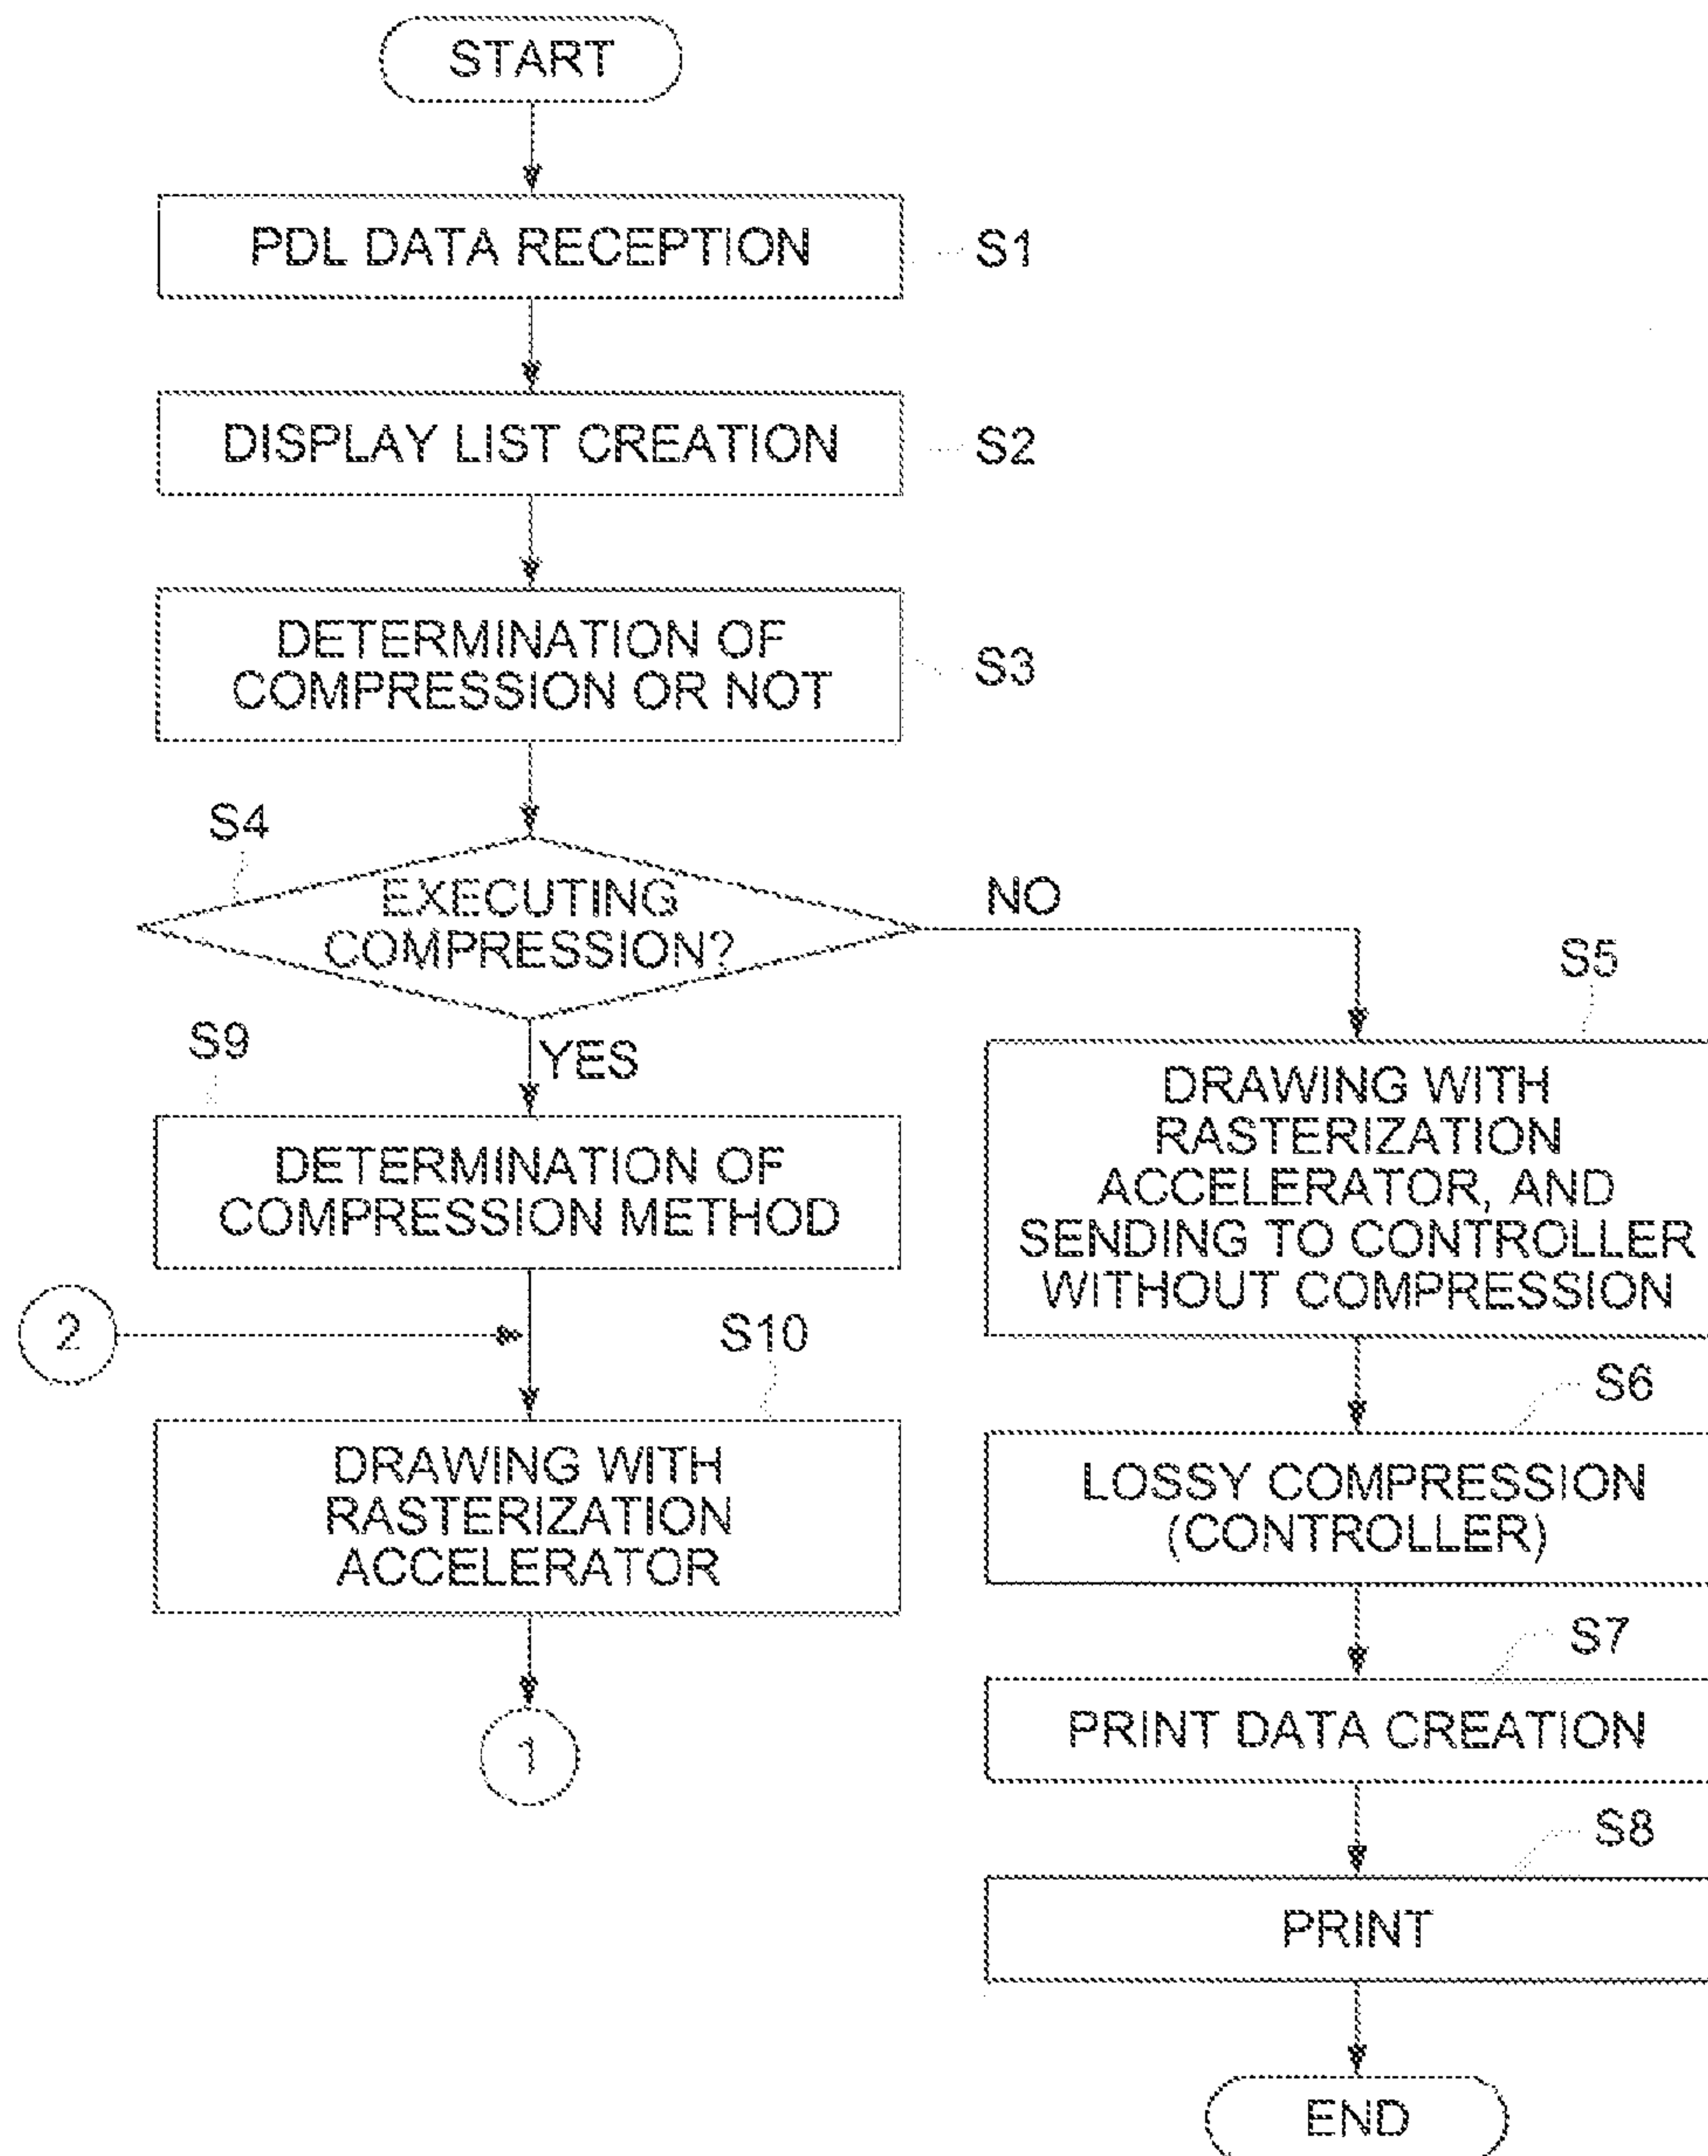 START
PDL DATA RECEPTION
S1
DISPLAY LIST CREATION
S2
DETERMINATION OF
COMPRESSION OR NOT
S3
S4
EXECUTING
COMPRESSION?
NO
YES
S5
DRAWING WITH
RASTERIZATION
ACCELERATOR, AND
SENDING TO CONTROLLER
WITHOUT COMPRESSION
S6
LOSSY COMPRESSION
(CONTROLLER)
S7
PRINT DATA CREATION
S8
PRINT
END
S9
DETERMINATION OF
COMPRESSION METHOD
2
S10
DRAWING WITH
RASTERIZATION
ACCELERATOR
1